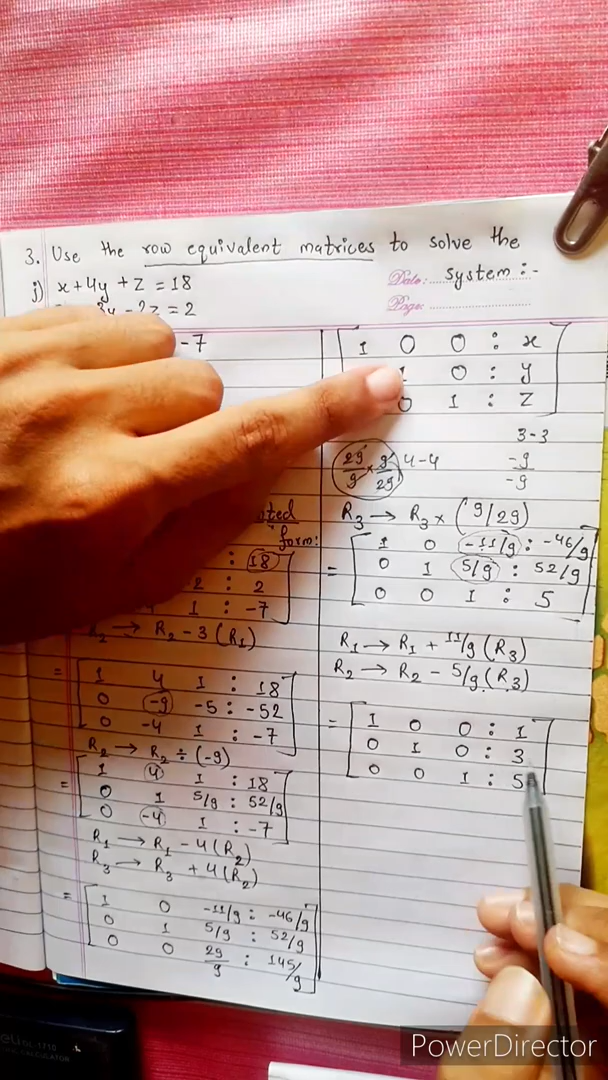 3. Use the row equivalent matrices to solve the
system :-
j) x+4y+z=18
3y-2z=2
-7
form:
: 18
2 : 2
1 : -7
R2 → R2 - 3(R1)
= 1 4 1 : 18
0 -9 -5 : -52
0 -4 1 : -7
R2 → R2 ÷ (-9)
= 1 4 1 : 18
0 1 5/9 : 52/9
0 -4 1 : -7
R1 → R1 - 4(R2)
R3 → R3 + 4(R2)
= 1 0 -11/9 : -46/9
0 1 5/9 : 52/9
0 0 29/9 : 145/9
Date:
Page:
1 0 0 : x
1 0 : y
0 1 : z
3-3
29/9 × 9/29 4-4 -9/-9
R3 → R3 × (9/29)
= 1 0 -11/9 : -46/9
0 1 5/9 : 52/9
0 0 1 : 5
R1 → R1 + 11/9 (R3)
R2 → R2 - 5/9 (R3)
= 1 0 0 : 1
0 1 0 : 3
0 0 1 : 5
PowerDirector